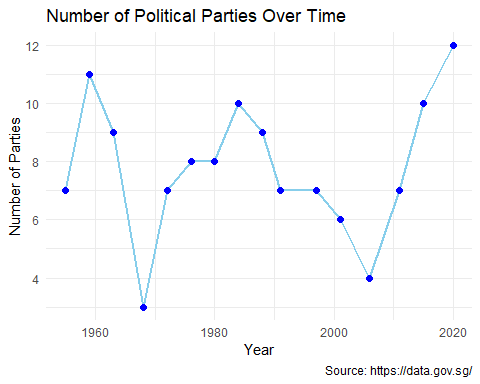 Number of Political Parties Over Time
Number of Parties
12
10
8
6
4
1960 1980 2000 2020
Year
Source: https://data.gov.sg/